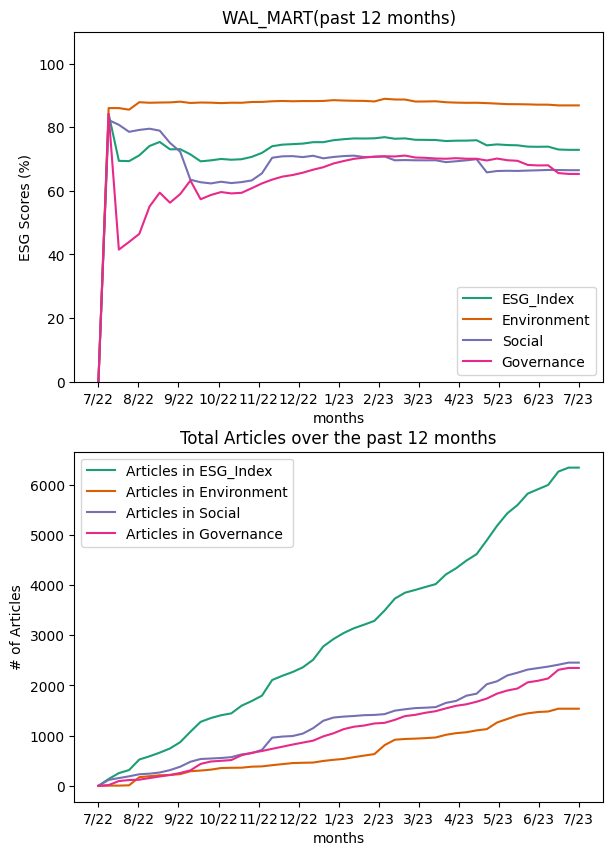 WAL_MART(past 12 months)
100
80
60
40
20
0
ESG Scores (%)
ESG_Index
Environment
Social
Governance
7/22 8/22 9/22 10/22 11/22 12/22 1/23 2/23 3/23 4/23 5/23 6/23 7/23
months
Total Articles over the past 12 months
Articles in ESG_Index
Articles in Environment
Articles in Social
Articles in Governance
6000
5000
4000
3000
2000
1000
0
# of Articles
7/22 8/22 9/22 10/22 11/22 12/22 1/23 2/23 3/23 4/23 5/23 6/23 7/23
months